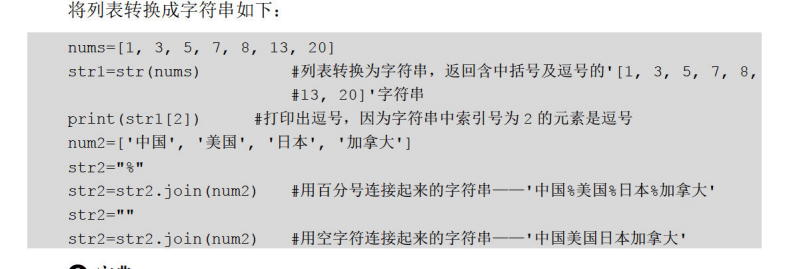 将列表转换成字符串如下：
nums=[1, 3, 5, 7, 8, 13, 20]
str1=str(nums) #列表转换为字符串，返回含中括号及逗号的'[1, 3, 5, 7, 8,
#13, 20]'字符串
print(str1[2]) #打印出逗号，因为字符串中索引号为 2 的元素是逗号
num2=['中国', '美国', '日本', '加拿大']
str2="%"
str2=str2.join(num2) #用百分号连接起来的字符串——'中国%美国%日本%加拿大'
str2=""
str2=str2.join(num2) #用空字符连接起来的字符串——'中国美国日本加拿大'